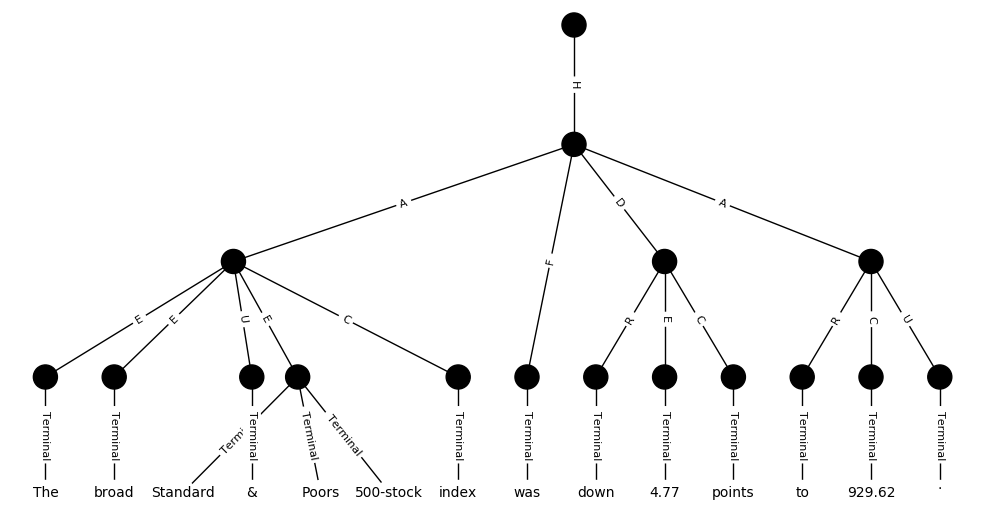 H
A F D A
E E U E C R E C R C U
Terminal Terminal Terminal Terminal Terminal Terminal Terminal Terminal Terminal Terminal Terminal Terminal Terminal
The broad Standard & Poors 500-stock index was down 4.77 points to 929.62 .